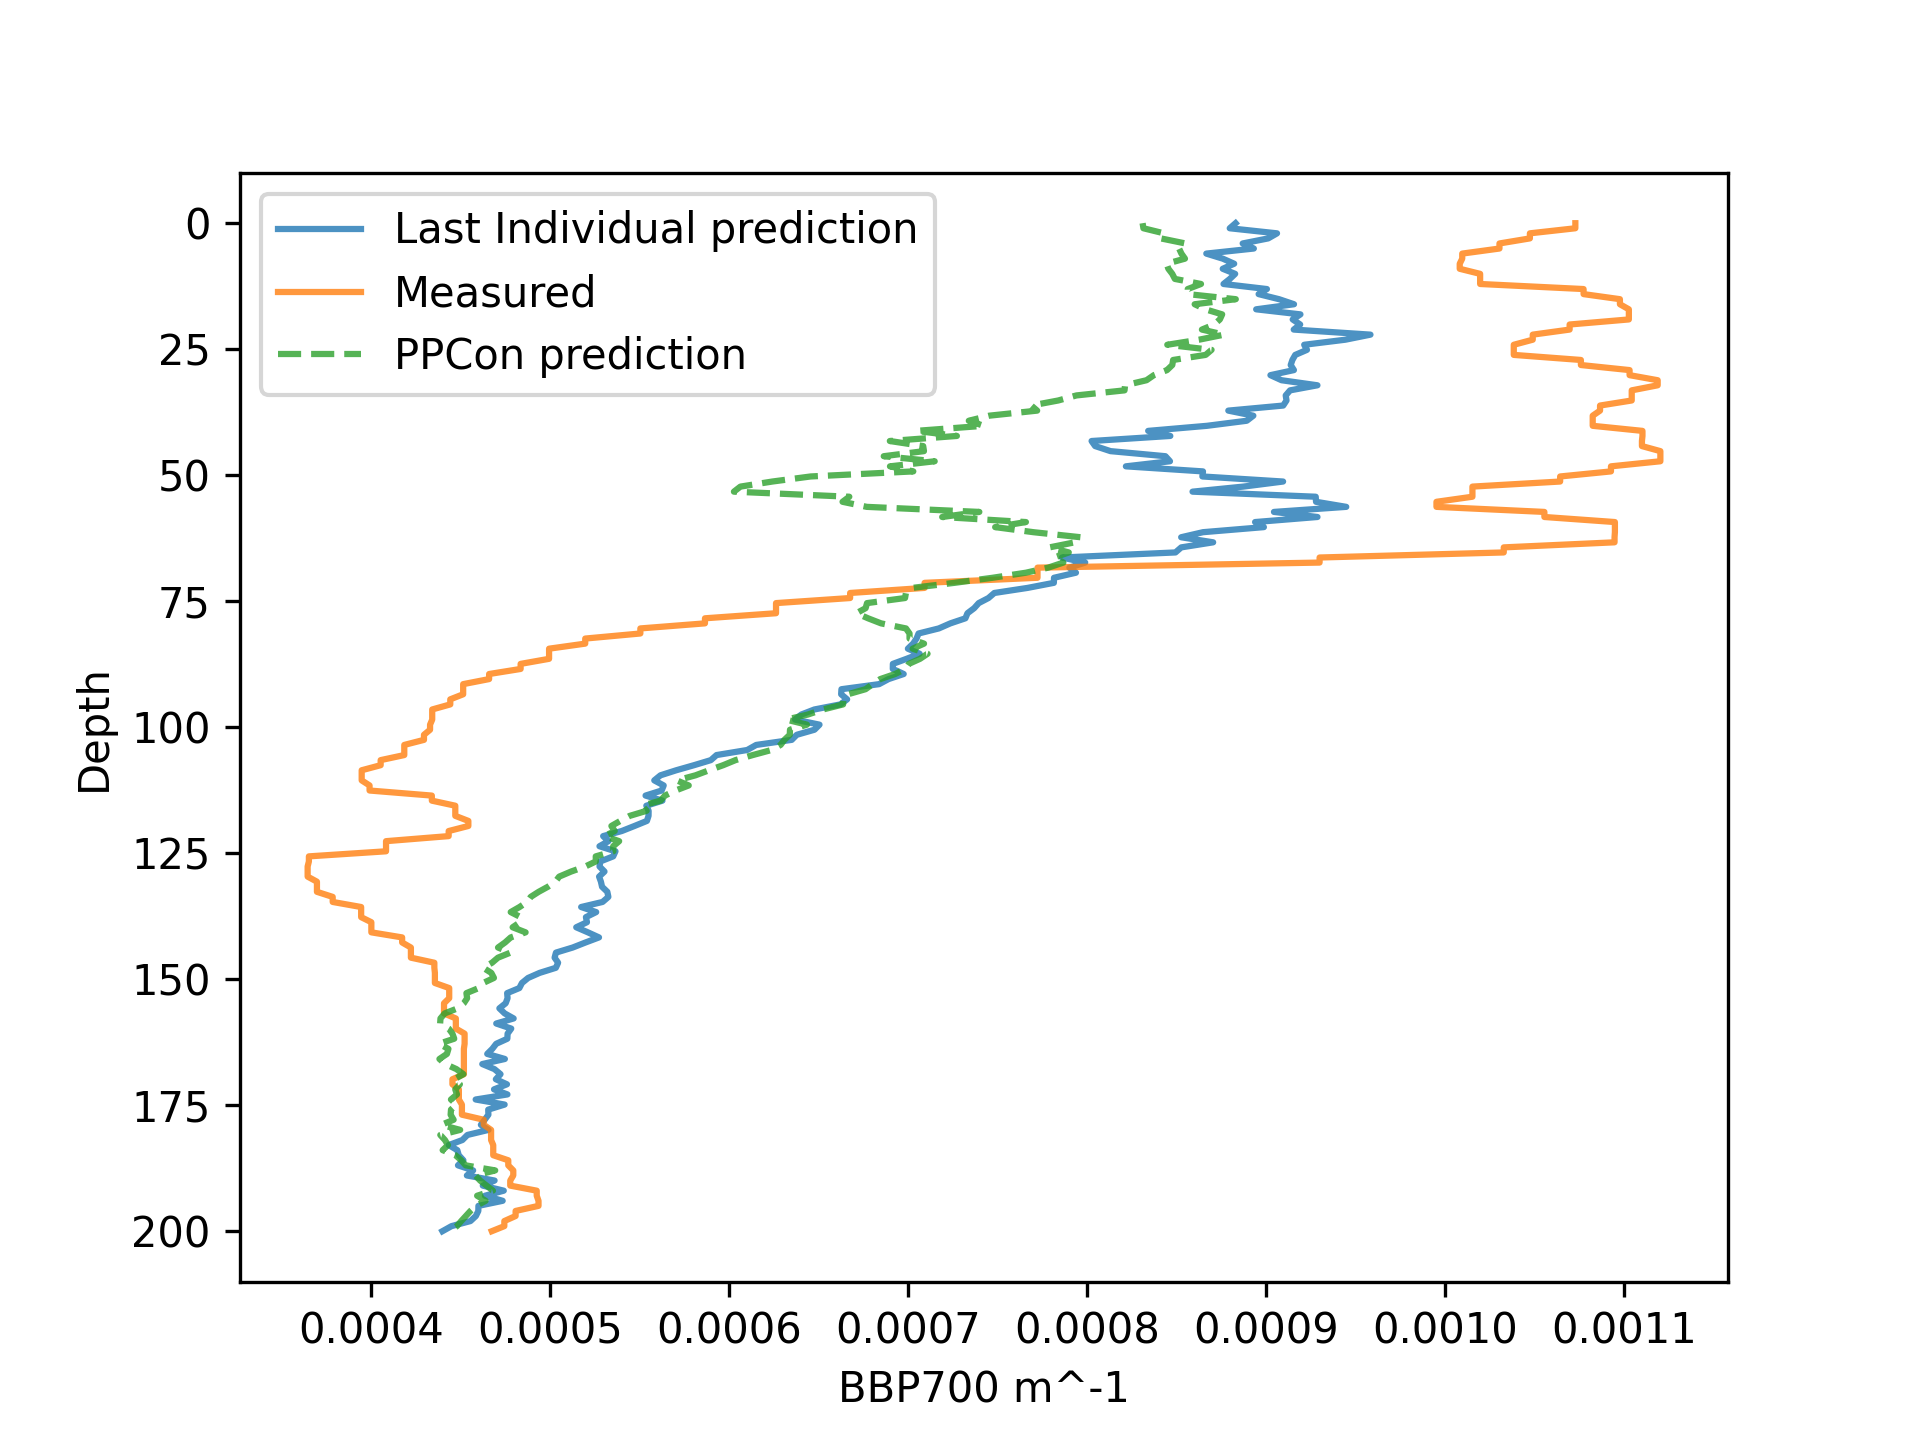 Last Individual prediction
Measured
PPCon prediction
0
25
50
75
100
125
150
175
200
Depth
0.0004 0.0005 0.0006 0.0007 0.0008 0.0009 0.0010 0.0011
BBP700 m^-1